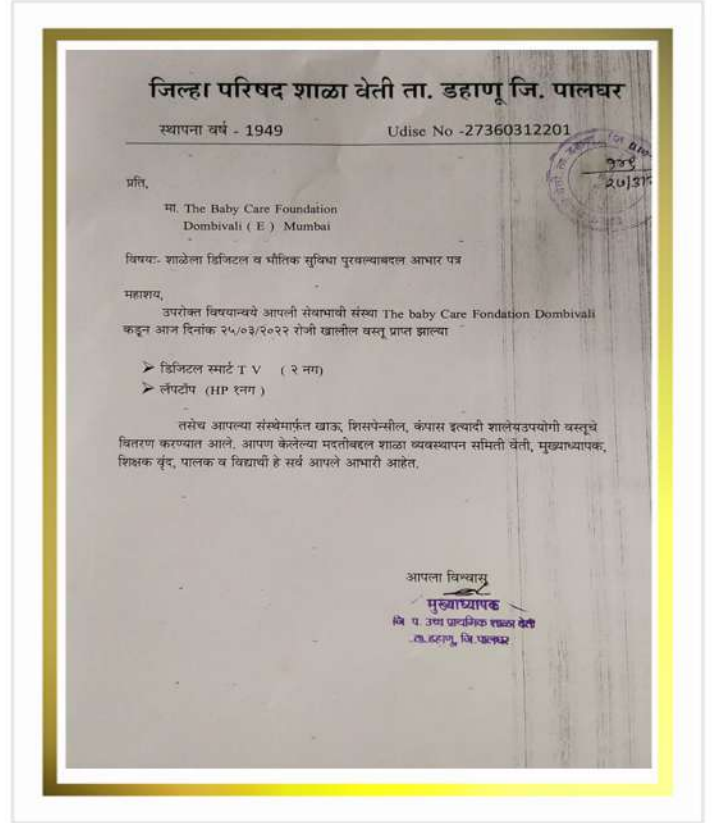 जिल्हा परिषद शाळा वेती ता. डहाणू जि. पालघर
स्थापना वर्ष - 1949 Udise No -27360312201
१४९
प्रति,
मा. The Baby Care Foundation
Dombivali ( E ) Mumbai
विषयः- शाळेला डिजिटल व भौतिक सुविधा पुरवल्याबदल आभार पत्र
महाशय,
उपरोक्त विषयान्वये आपली सेवाभावी संस्था The baby Care Fondation Dombivali
कडून आज दिनांक २५/०३/२०२२ रोजी खालील वस्तू प्राप्त झाल्या
➢ डिजिटल स्मार्ट T V ( २ नग)
➢ लॅपटॉप (HP १नग )
तसेच आपल्या संस्थेमार्फत खाऊ, शिसपेन्सील, कंपास इत्यादी शालेयउपयोगी वस्तूचे
वितरण करण्यात आले. आपण केलेल्या मदतीबद्दल शाळा व्यवस्थापन समिती वेती, मुख्याध्यापक,
शिक्षक वृंद, पालक व विद्यार्थी हे सर्व आपले आभारी आहेत.
आपला विश्वासू
मुख्याध्यापक
जि. प. उच्च प्राथमिक शाळा वेती
ता.डहाणू, जि.पालघर